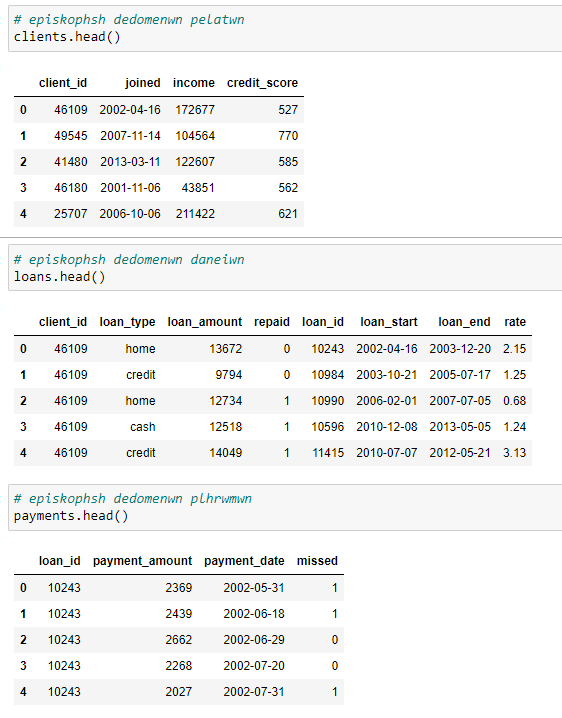 # episkophsh dedomenwn pelatwn
clients.head()
client_id joined income credit_score
0 46109 2002-04-16 172677 527
1 49545 2007-11-14 104564 770
2 41480 2013-03-11 122607 585
3 46180 2001-11-06 43851 562
4 25707 2006-10-06 211422 621
# episkophsh dedomenwn daneiwn
loans.head()
client_id loan_type loan_amount repaid loan_id loan_start loan_end rate
0 46109 home 13672 0 10243 2002-04-16 2003-12-20 2.15
1 46109 credit 9794 0 10984 2003-10-21 2005-07-17 1.25
2 46109 home 12734 1 10990 2006-02-01 2007-07-05 0.68
3 46109 cash 12518 1 10596 2010-12-08 2013-05-05 1.24
4 46109 credit 14049 1 11415 2010-07-07 2012-05-21 3.13
# episkophsh dedomenwn plhrwmwn
payments.head()
loan_id payment_amount payment_date missed
0 10243 2369 2002-05-31 1
1 10243 2439 2002-06-18 1
2 10243 2662 2002-06-29 0
3 10243 2268 2002-07-20 0
4 10243 2027 2002-07-31 1